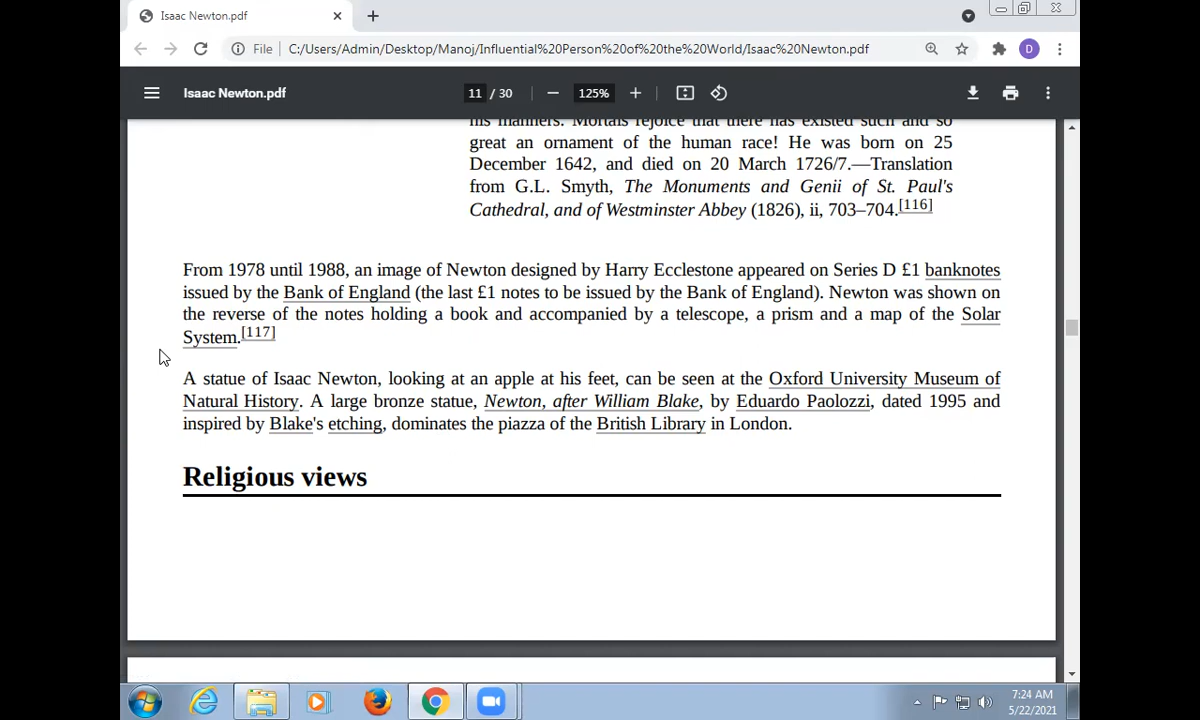 Isaac Newton.pdf
File
C:/Users/Admin/Desktop/Manoj/Influential%20Person%20of%20the%20World/Isaac%20Newton.pdf
D
Isaac Newton.pdf
11 / 30
125%
his manners. Mortals rejoice that there has existed such and so
great an ornament of the human race! He was born on 25
December 1642, and died on 20 March 1726/7.—Translation
from G.L. Smyth, The Monuments and Genii of St. Paul's
Cathedral, and of Westminster Abbey (1826), ii, 703–704.[116]
From 1978 until 1988, an image of Newton designed by Harry Ecclestone appeared on Series D £1 banknotes
issued by the Bank of England (the last £1 notes to be issued by the Bank of England). Newton was shown on
the reverse of the notes holding a book and accompanied by a telescope, a prism and a map of the Solar
System.[117]
A statue of Isaac Newton, looking at an apple at his feet, can be seen at the Oxford University Museum of
Natural History. A large bronze statue, Newton, after William Blake, by Eduardo Paolozzi, dated 1995 and
inspired by Blake's etching, dominates the piazza of the British Library in London.
Religious views
7:24 AM
5/22/2021